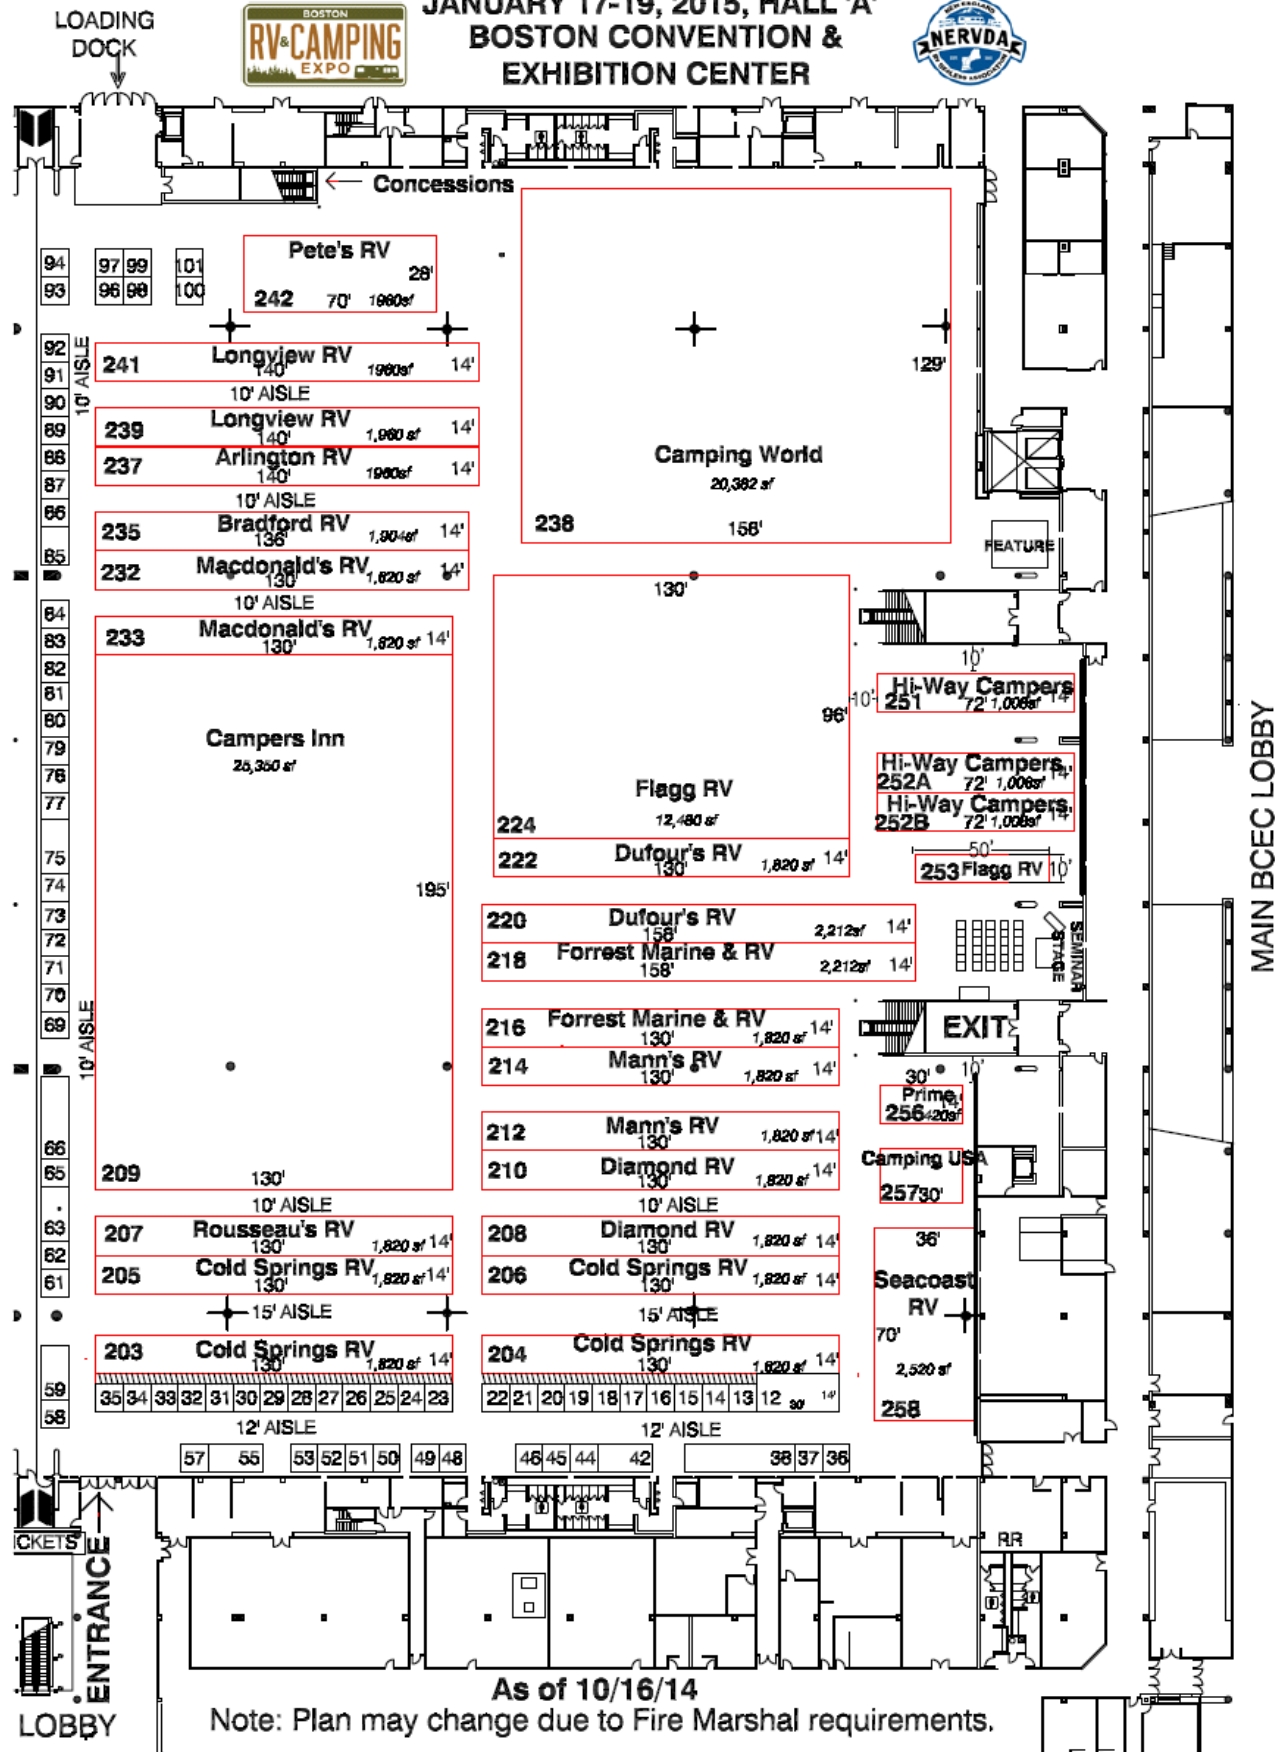 LOADING
DOCK
BOSTON
RV & CAMPING
EXPO
JANUARY 17-19, 2015, HALL 'A'
BOSTON CONVENTION &
EXHIBITION CENTER
NEW ENGLAND
NERVDA
Concessions
94
93
97 99
96 98
101
100
Pete's RV
28'
242 70' 1960sf
92
91
90
89
88
87
86
85
10' AISLE
241 Longview RV
140' 1960sf 14'
10' AISLE
239 Longview RV
140' 1,960 sf 14'
237 Arlington RV
140' 1960sf 14'
10' AISLE
235 Bradford RV
136' 1,904sf 14'
232 Macdonald's RV
130' 1,820 sf 14'
10' AISLE
Camping World
20,382 sf
129'
238 158'
FEATURE
84
83
82
81
80
79
78
77
75
74
73
72
71
70
69
10' AISLE
233 Macdonald's RV
130' 1,820 sf 14'
Campers Inn
25,350 sf
195'
209 130'
10' AISLE
130'
96'
Flagg RV
12,480 sf
224
222 Dufour's RV
130' 1,820 sf 14'
220 Dufour's RV
158' 2,212sf 14'
218 Forrest Marine & RV
158' 2,212sf 14'
216 Forrest Marine & RV
130' 1,820 sf 14'
214 Mann's RV
130' 1,820 sf 14'
212 Mann's RV
130' 1,820 sf 14'
210 Diamond RV
130' 1,820 sf 14'
10' AISLE
10'
10'
Hi-Way Campers
251 72' 1,008sf 14'
Hi-Way Campers
252A 72' 1,008sf 14'
Hi-Way Campers
252B 72' 1,008sf 14'
50'
253 Flagg RV 10'
SEMINAR
STAGE
EXIT
10'
30'
Prime
14'
256 420sf
Camping USA
257 30'
36'
Seacoast
RV
70'
2,520 sf
258
MAIN BCEC LOBBY
66
65
63
62
61
59
58
207 Rousseau's RV
130' 1,820 sf 14'
205 Cold Springs RV
130' 1,820 sf 14'
15' AISLE
203 Cold Springs RV
130' 1,820 sf 14'
35 34 33 32 31 30 29 28 27 26 25 24 23
12' AISLE
208 Diamond RV
130' 1,820 sf 14'
206 Cold Springs RV
130' 1,820 sf 14'
15' AISLE
204 Cold Springs RV
130' 1,820 sf 14'
22 21 20 19 18 17 16 15 14 13 12 30' 14'
12' AISLE
57 55 53 52 51 50 49 48 46 45 44 42 38 37 36
ICKETS
ENTRANCE
LOBBY
RR
As of 10/16/14
Note: Plan may change due to Fire Marshal requirements.